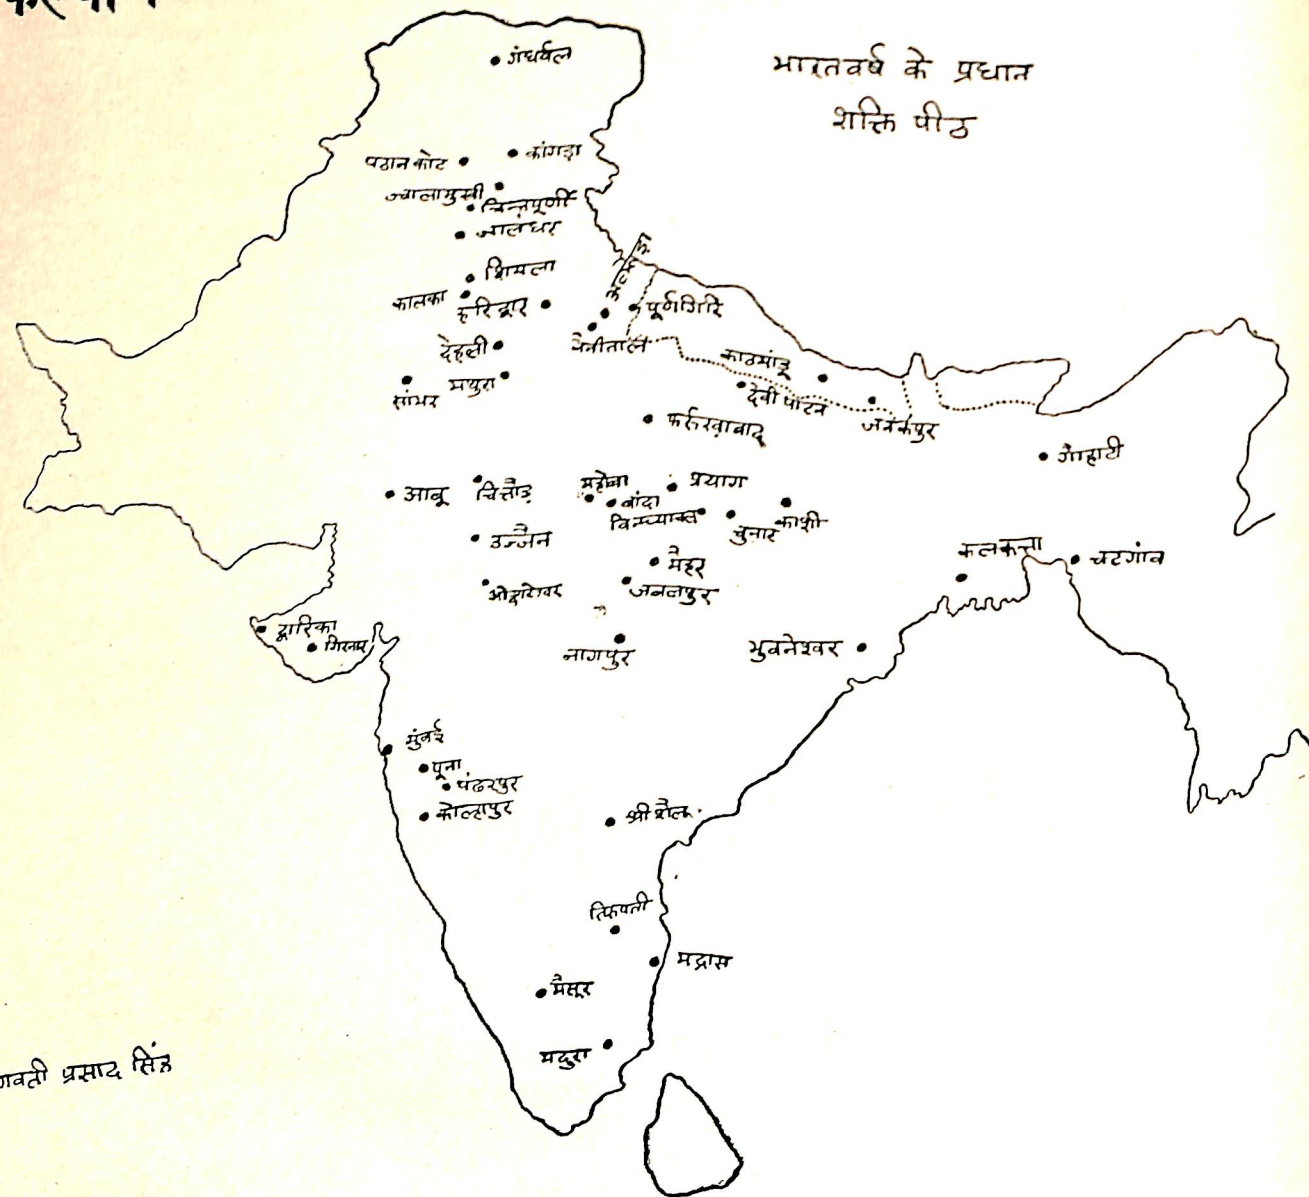 कल्याण
भारतवर्ष के प्रधान
शक्ति पीठ
गंधर्वल
पठान कोट
कांगड़ा
ज्वालामुखी
चिन्तपूर्णी
जालंधर
शिमला
कालका
हरिद्वार
पूर्णागिरि
नैनीताल
देहली
मथुरा
सांभर
काठमांडू
देवी पाटन
जनकपुर
फर्रुखाबाद
गौहाटी
आबू
चित्तौड़
महोबा
बांदा
प्रयाग
विन्ध्याचल
चुनार
काशी
उज्जैन
मैहर
कलकत्ता
चटगांव
जबलपुर
द्वारिका
गिरनार
नागपुर
भुवनेश्वर
मुंबई
पूना
पंढरपुर
कोल्हापुर
श्री शैल
तिरुपती
मद्रास
मैसूर
मदुरा
गवती प्रसाद सिंह